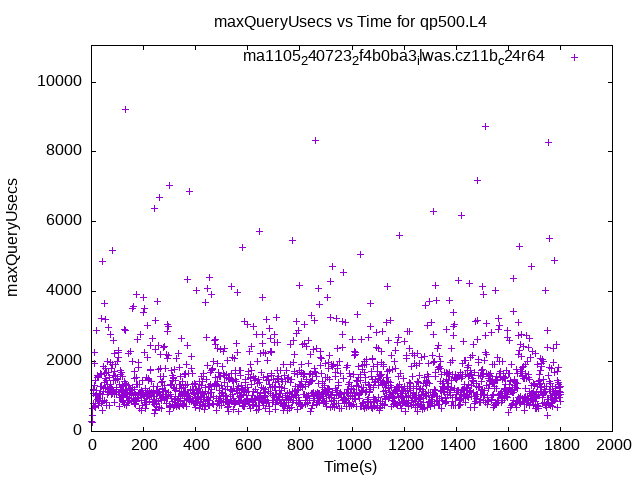 maxQueryUsecs vs Time for qp500.L4
ma1105₂40723₂f4b0ba3ᵢlwas.cz11b꜀24r64
10000
8000
6000
4000
2000
0
maxQueryUsecs
0 200 400 600 800 1000 1200 1400 1600 1800 2000
Time(s)